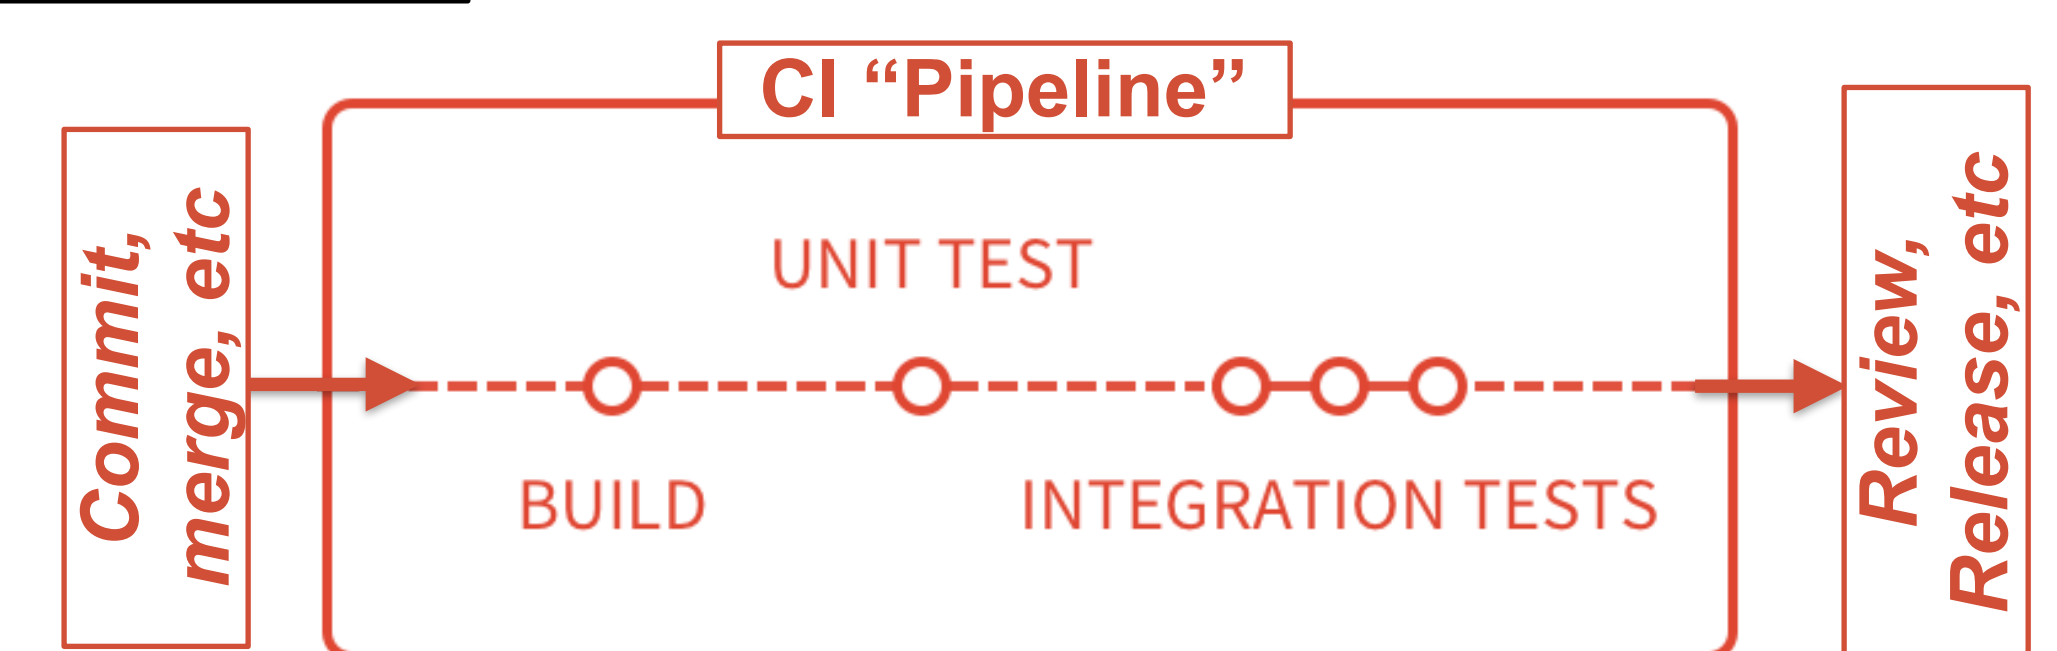 CI “Pipeline”
Commit,
merge, etc
UNIT TEST
BUILD
INTEGRATION TESTS
Review,
Release, etc